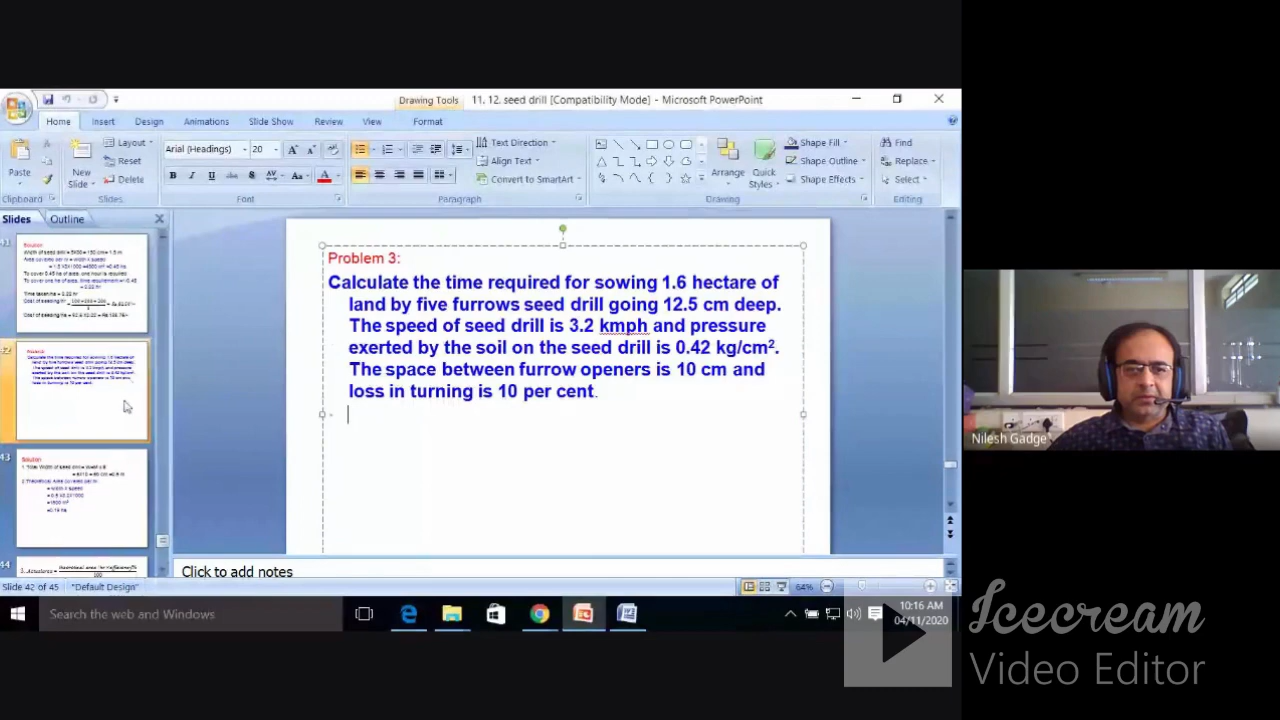 Drawing Tools 11. 12. seed drill [Compatibility Mode] - Microsoft PowerPoint
Home Insert Design Animations Slide Show Review View Format
Paste
Clipboard
New Slide
Layout
Reset
Delete
Slides
Arial (Headings) 20
Font
Text Direction
Align Text
Convert to SmartArt
Paragraph
Arrange
Quick Styles
Shape Fill
Shape Outline
Shape Effects
Drawing
Find
Replace
Select
Editing
Slides Outline
Problem 3:
Calculate the time required for sowing 1.6 hectare of
land by five furrows seed drill going 12.5 cm deep.
The speed of seed drill is 3.2 kmph and pressure
exerted by the soil on the seed drill is 0.42 kg/cm².
The space between furrow openers is 10 cm and
loss in turning is 10 per cent.
43
44
Click to add notes
Slide 42 of 45 "Default Design" 64%
Search the web and Windows
10:16 AM
04/11/2020
Nilesh Gadge
Icecream
Video Editor